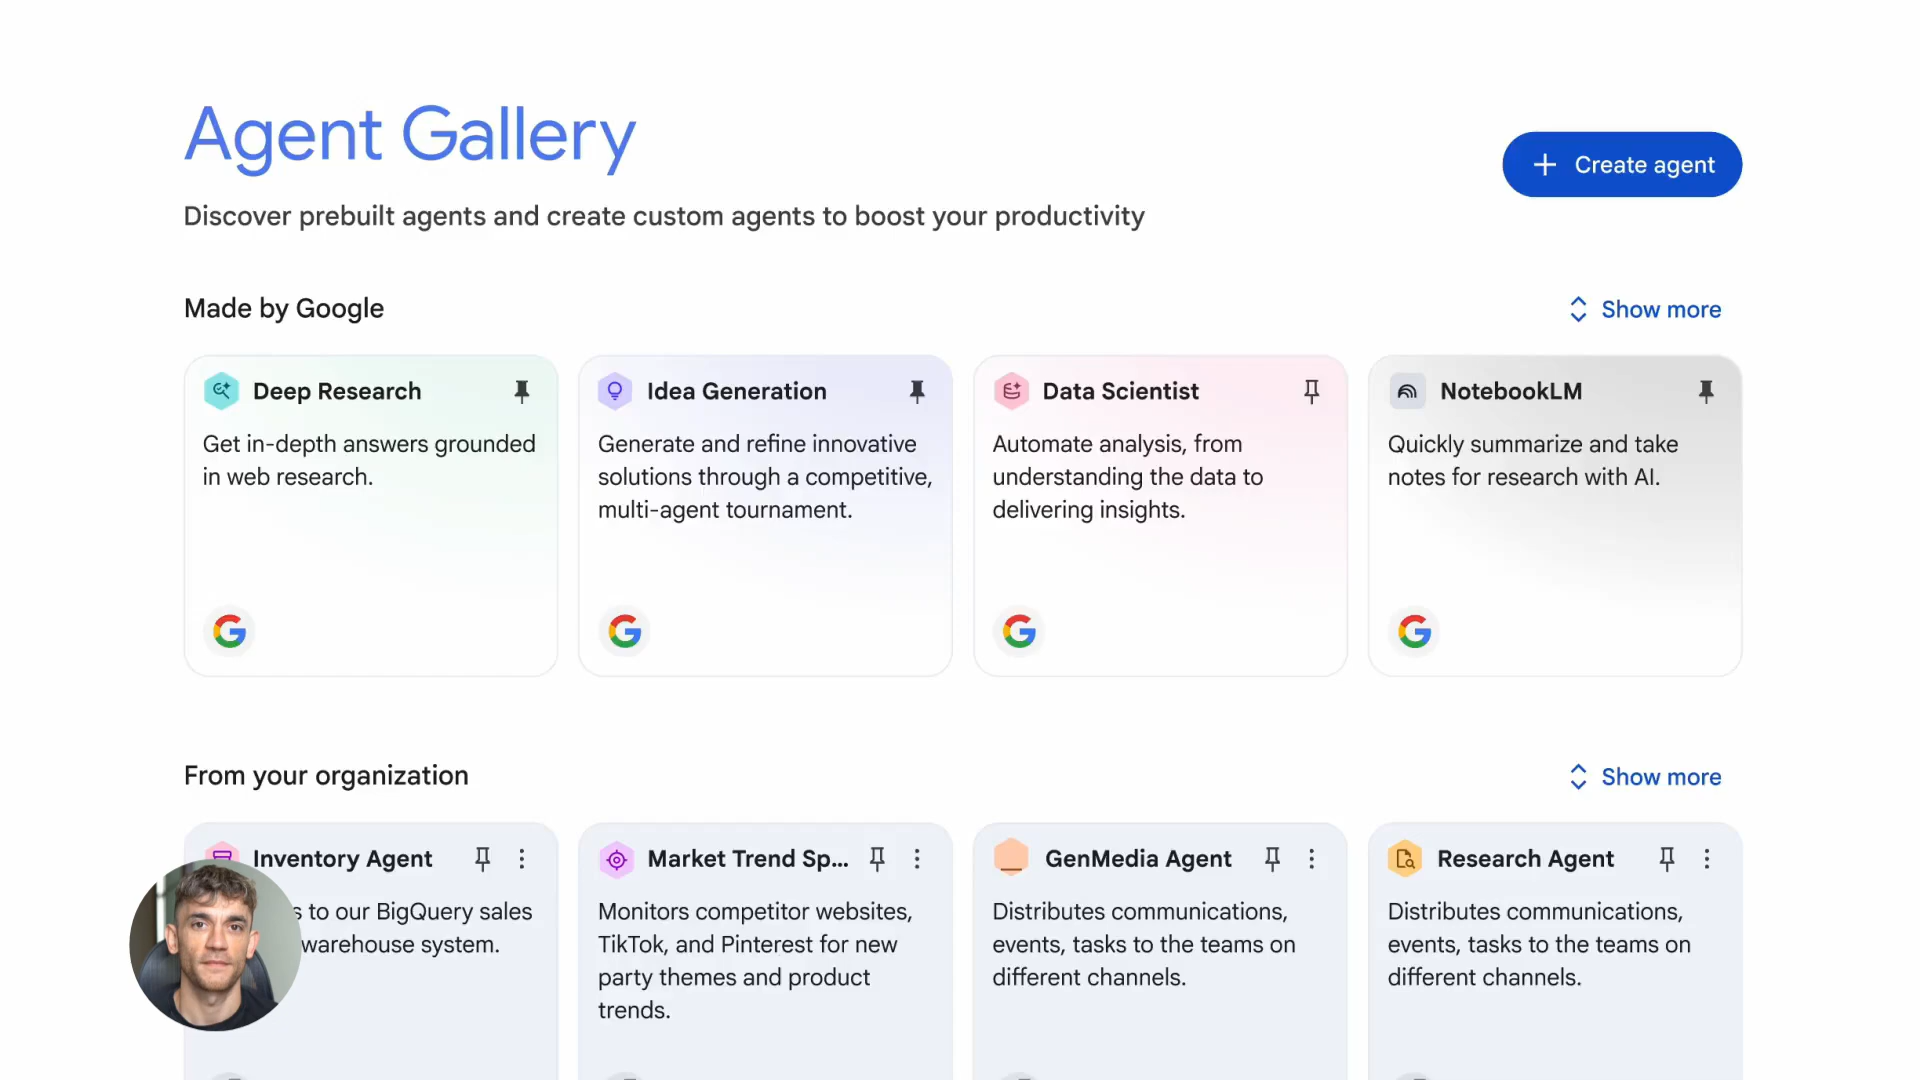 Agent Gallery
Create agent
Discover prebuilt agents and create custom agents to boost your productivity
Made by Google
Show more
Deep Research
Get in-depth answers grounded
in web research.
Idea Generation
Generate and refine innovative
solutions through a competitive,
multi-agent tournament.
Data Scientist
Automate analysis, from
understanding the data to
delivering insights.
NotebookLM
Quickly summarize and take
notes for research with AI.
From your organization
Show more
Inventory Agent
to our BigQuery sales
warehouse system.
Market Trend Sp...
Monitors competitor websites,
TikTok, and Pinterest for new
party themes and product
trends.
GenMedia Agent
Distributes communications,
events, tasks to the teams on
different channels.
Research Agent
Distributes communications,
events, tasks to the teams on
different channels.